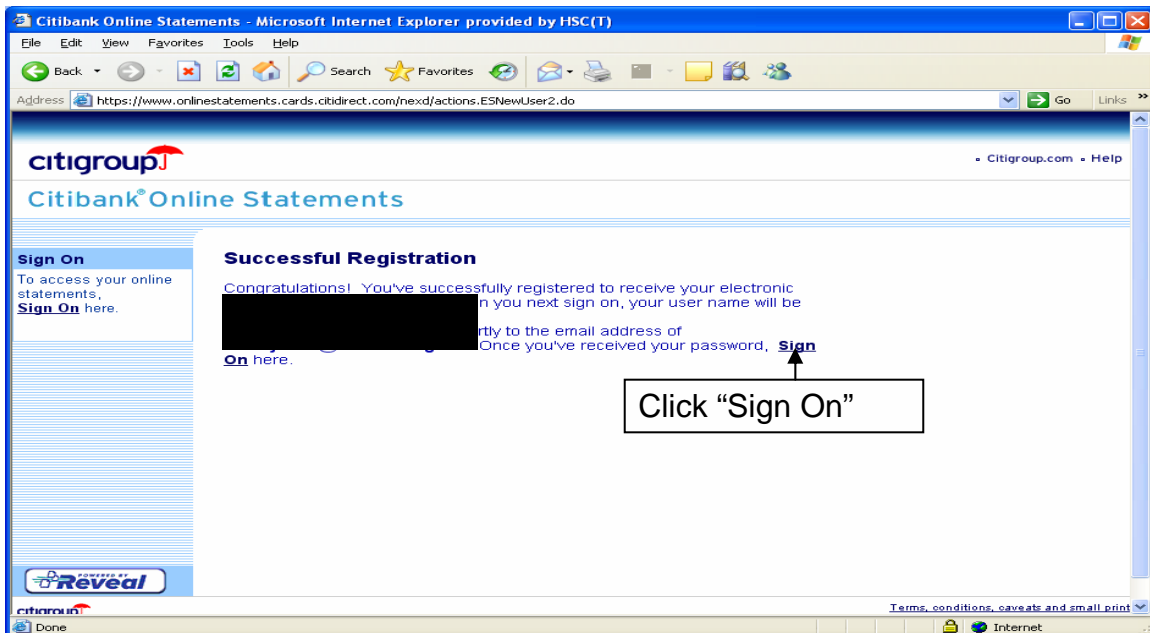 Citibank Online Statements - Microsoft Internet Explorer provided by HSC(T)
File Edit View Favorites Tools Help
Back Search Favorites
Address https://www.onlinestatements.cards.citidirect.com/nexd/actions.ESNewUser2.do Go Links »
citigroup
Citigroup.com Help
Citibank® Online Statements
Sign On
To access your online
statements,
Sign On here.
Successful Registration
Congratulations! You've successfully registered to receive your electronic
n you next sign on, your user name will be
rtly to the email address of
Once you've received your password, Sign
On here.
Click “Sign On”
POWERED BY
Reveal
citigroup
Terms, conditions, caveats and small print
Done Internet